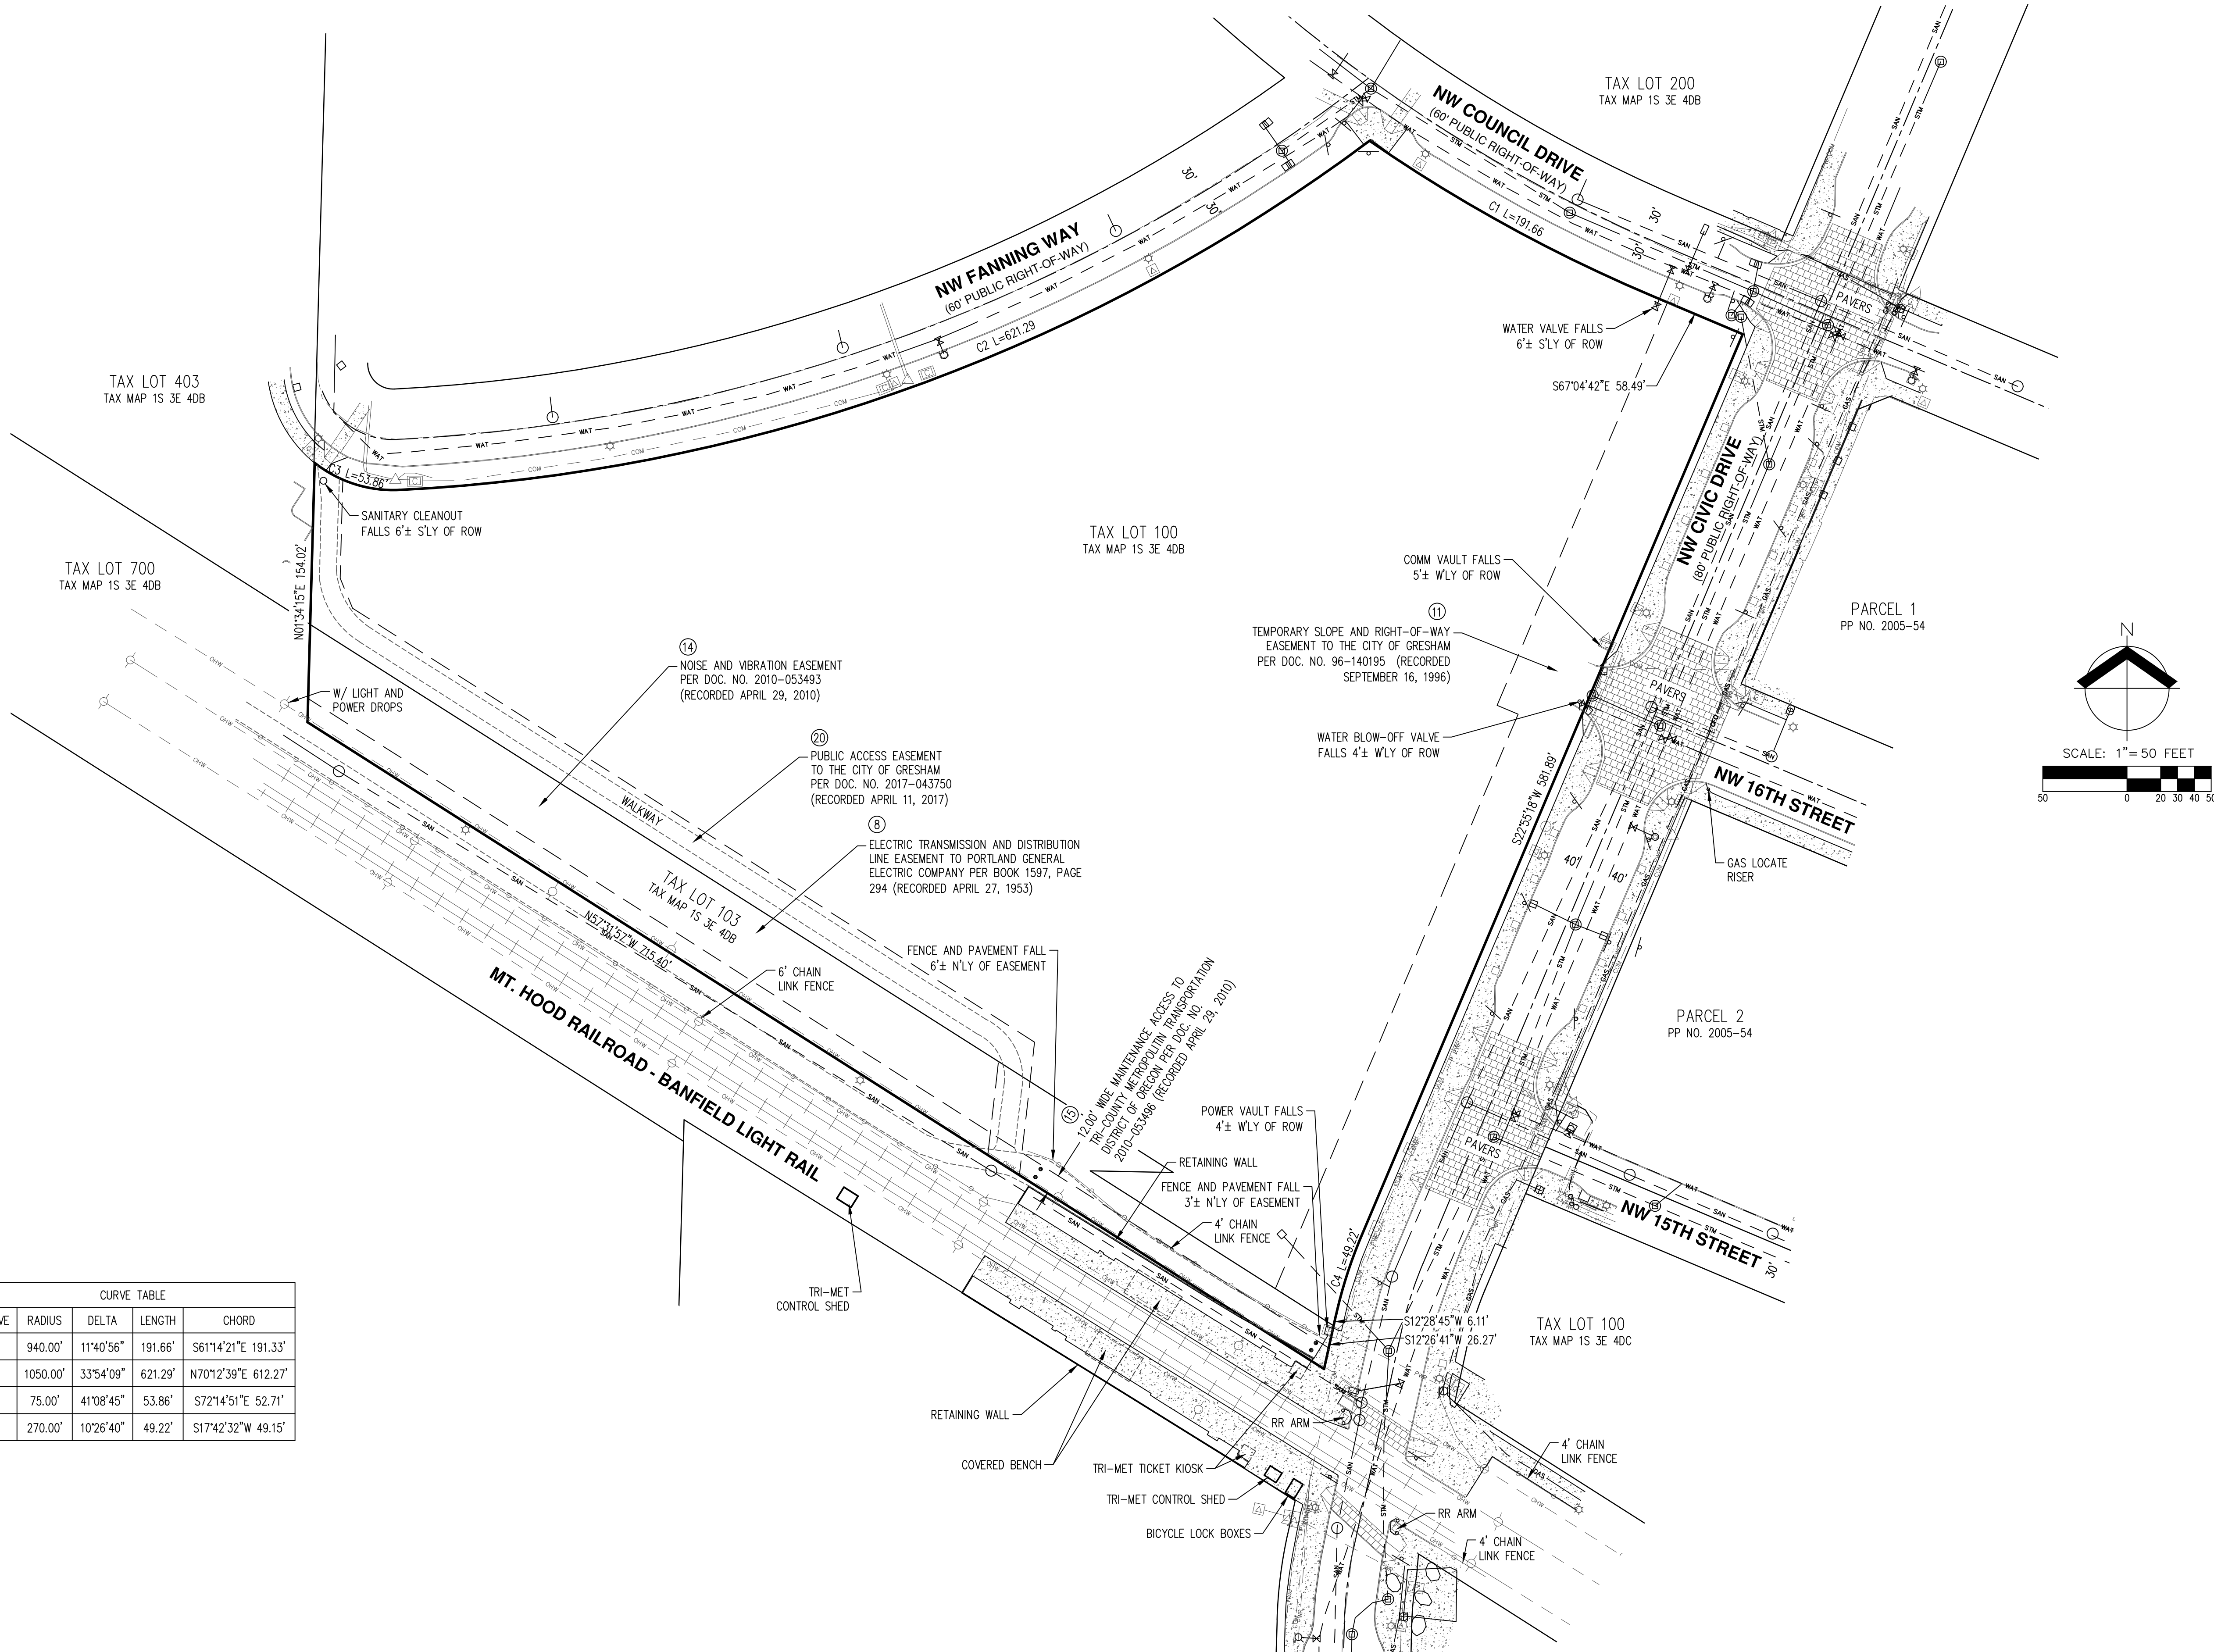 TAX LOT 200
TAX MAP 1S 3E 4DB
NW COUNCIL DRIVE
(60' PUBLIC RIGHT-OF-WAY)
C1 L=191.66
30'
30'
30'
30'
NW FANNING WAY
(60' PUBLIC RIGHT-OF-WAY)
C2 L=621.29
PAVERS
WATER VALVE FALLS
6'± S'LY OF ROW
S67°04'42"E 58.49'
TAX LOT 403
TAX MAP 1S 3E 4DB
C3 L=53.86'
SANITARY CLEANOUT
FALLS 6'± S'LY OF ROW
N01°34'15"E 154.02'
TAX LOT 700
TAX MAP 1S 3E 4DB
TAX LOT 100
TAX MAP 1S 3E 4DB
NW CIVIC DRIVE
(80' PUBLIC RIGHT-OF-WAY)
COMM VAULT FALLS
5'± W'LY OF ROW
11
TEMPORARY SLOPE AND RIGHT-OF-WAY
EASEMENT TO THE CITY OF GRESHAM
PER DOC. NO. 96-140195 (RECORDED
SEPTEMBER 16, 1996)
PARCEL 1
PP NO. 2005-54
N
SCALE: 1"= 50 FEET
50 0 20 30 40 50
14
NOISE AND VIBRATION EASEMENT
PER DOC. NO. 2010-053493
(RECORDED APRIL 29, 2010)
W/ LIGHT AND
POWER DROPS
20
PUBLIC ACCESS EASEMENT
TO THE CITY OF GRESHAM
PER DOC. NO. 2017-043750
(RECORDED APRIL 11, 2017)
WATER BLOW-OFF VALVE
FALLS 4'± W'LY OF ROW
PAVERS
NW 16TH STREET
S22°55'18"W 581.89'
WALKWAY
8
ELECTRIC TRANSMISSION AND DISTRIBUTION
LINE EASEMENT TO PORTLAND GENERAL
ELECTRIC COMPANY PER BOOK 1597, PAGE
294 (RECORDED APRIL 27, 1953)
GAS LOCATE
RISER
40'
40'
TAX LOT 103
TAX MAP 1S 3E 4DB
N57°31'57"W 715.40'
FENCE AND PAVEMENT FALL
6'± N'LY OF EASEMENT
6' CHAIN
LINK FENCE
MT. HOOD RAILROAD - BANFIELD LIGHT RAIL
15
12.00' WIDE MAINTENANCE ACCESS TO
TRI-COUNTY METROPOLITIN TRANSPORTATION
DISTRICT OF OREGON PER DOC. NO.
2010-053496 (RECORDED APRIL 29, 2010)
PARCEL 2
PP NO. 2005-54
POWER VAULT FALLS
4'± W'LY OF ROW
RETAINING WALL
FENCE AND PAVEMENT FALL
3'± N'LY OF EASEMENT
4' CHAIN
LINK FENCE
PAVERS
NW 15TH STREET
30'
C4 L=49.22'
S12°28'45"W 6.11'
S12°26'41"W 26.27'
TAX LOT 100
TAX MAP 1S 3E 4DC
TRI-MET
CONTROL SHED
CURVE TABLE
VE RADIUS DELTA LENGTH CHORD
940.00' 11°40'56" 191.66' S61°14'21"E 191.33'
1050.00' 33°54'09" 621.29' N70°12'39"E 612.27'
75.00' 41°08'45" 53.86' S72°14'51"E 52.71'
270.00' 10°26'40" 49.22' S17°42'32"W 49.15'
RETAINING WALL
RR ARM
COVERED BENCH
TRI-MET TICKET KIOSK
TRI-MET CONTROL SHED
BICYCLE LOCK BOXES
4' CHAIN
LINK FENCE
RR ARM
4' CHAIN
LINK FENCE